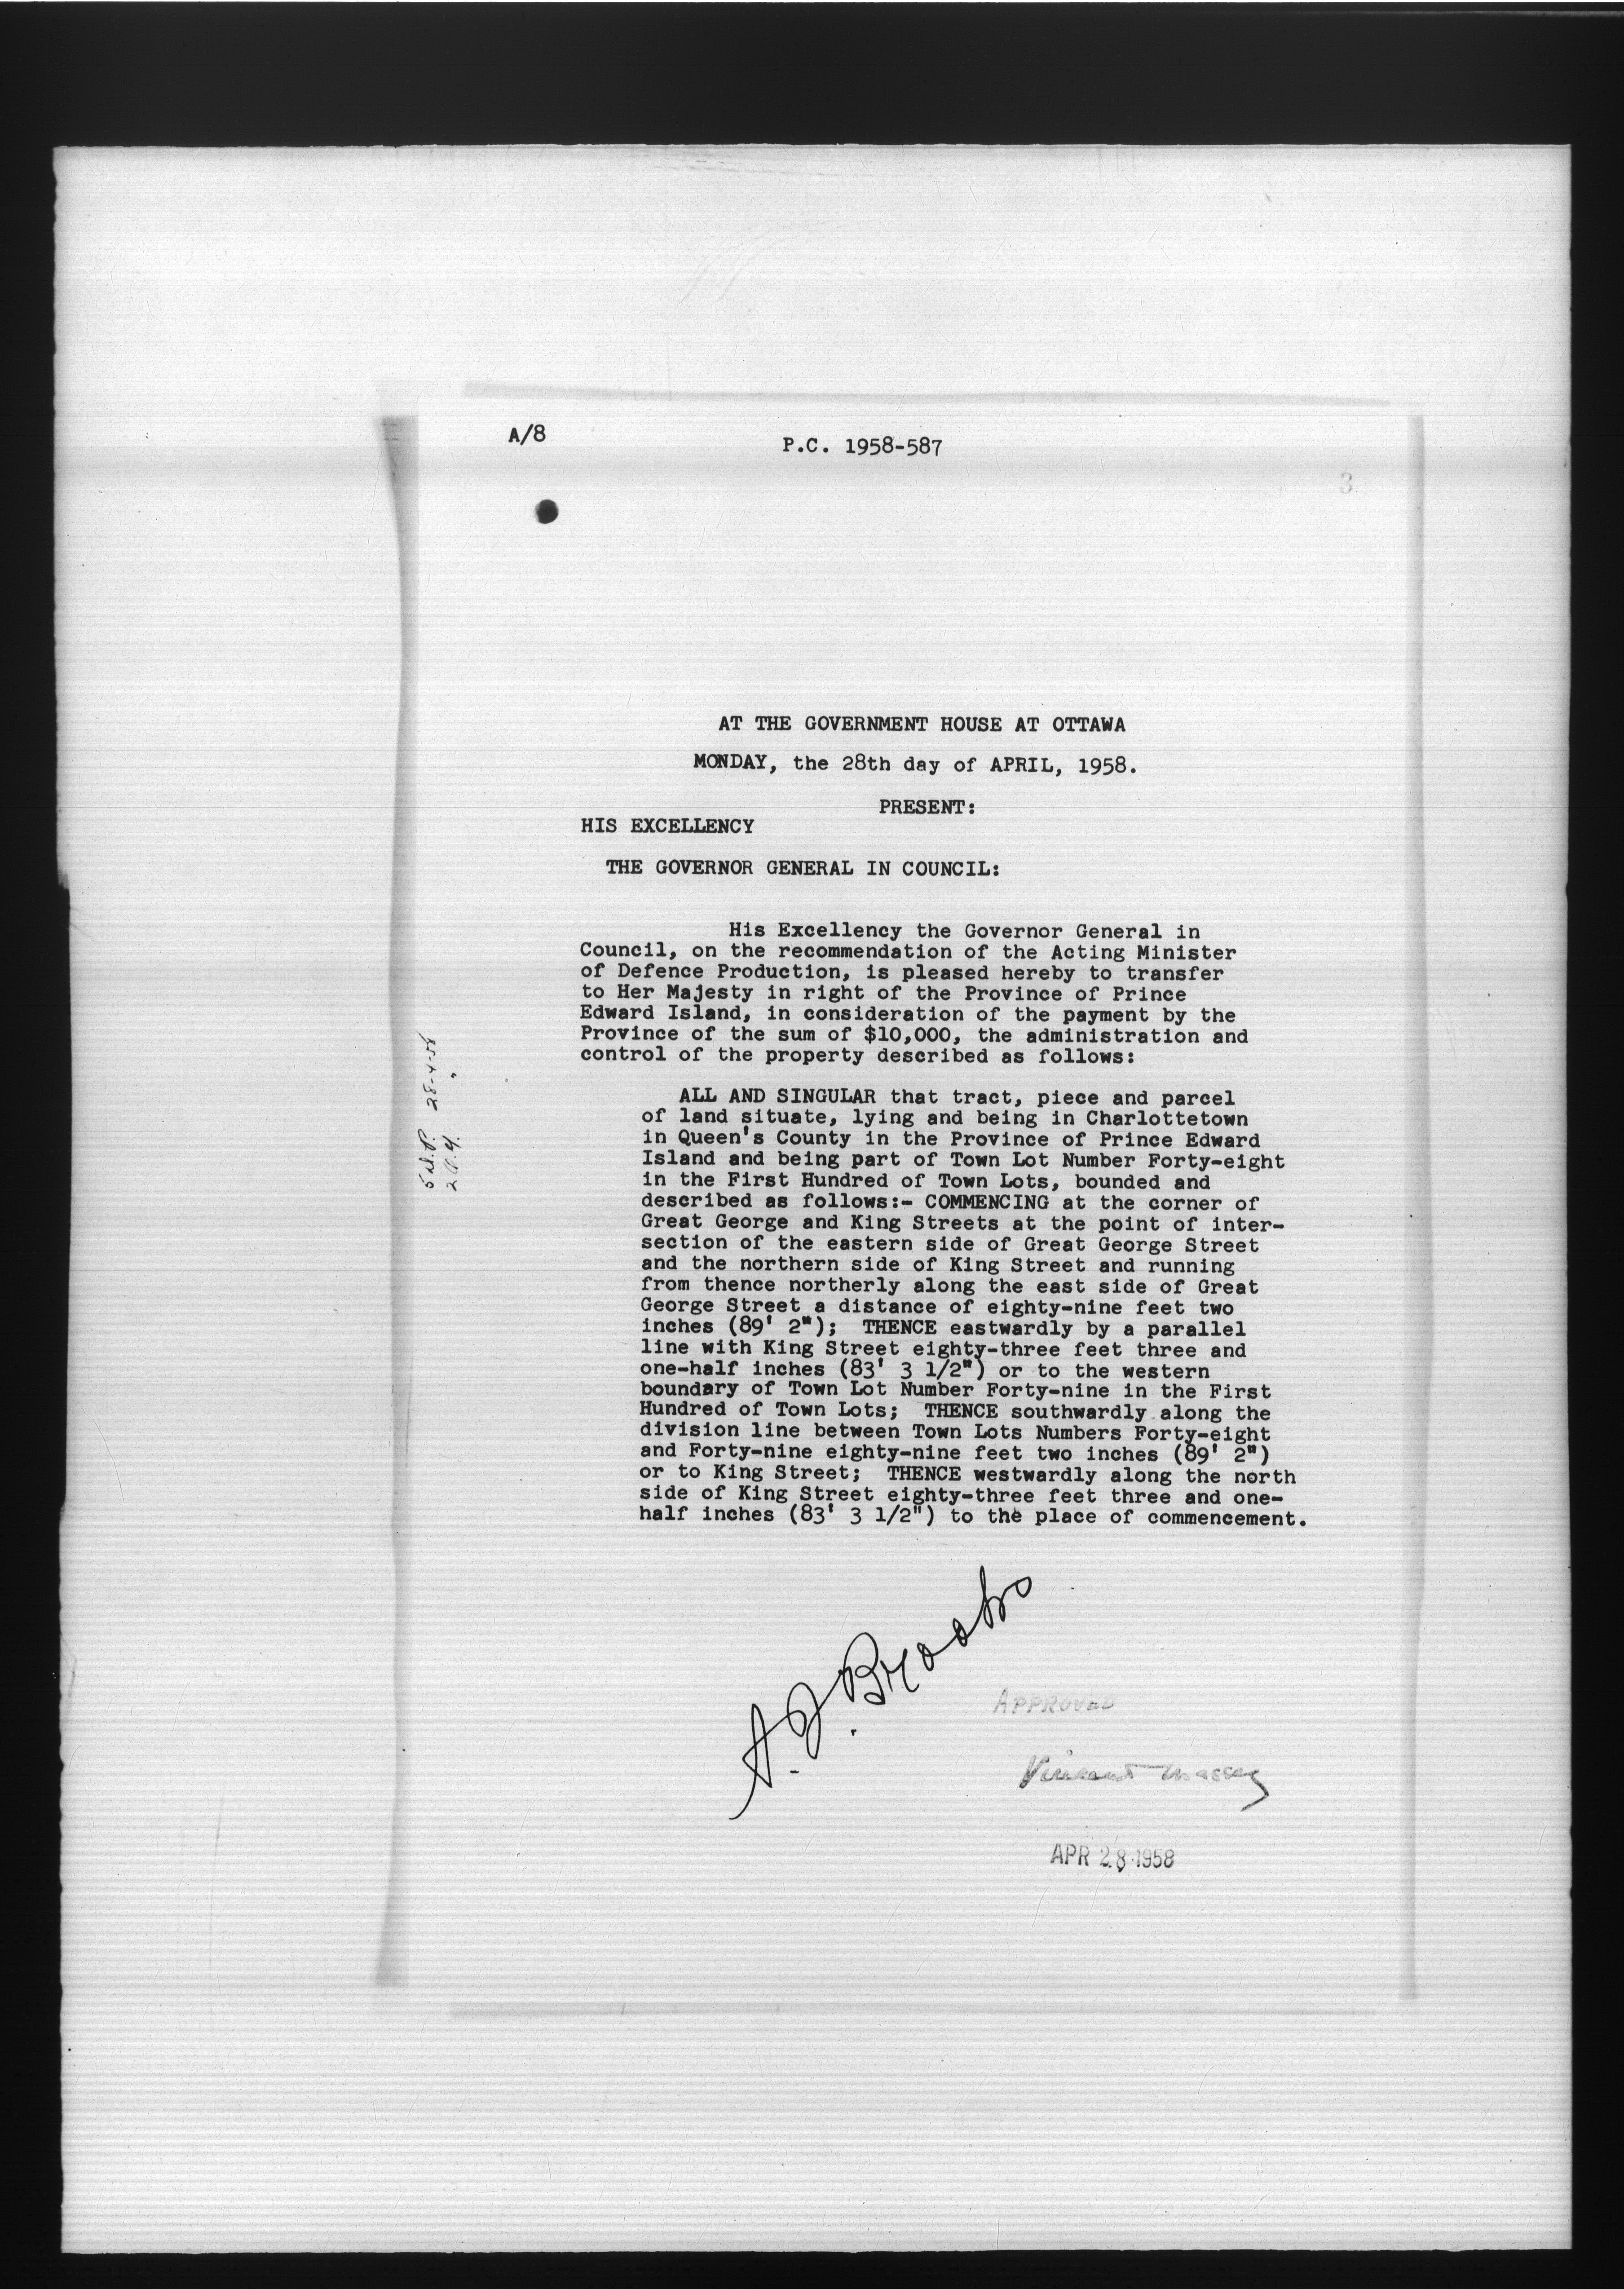 A/8
P.C. 1958-587
3
AT THE GOVERNMENT HOUSE AT OTTAWA
MONDAY, the 28th day of APRIL, 1958.
PRESENT:
HIS EXCELLENCY
THE GOVERNOR GENERAL IN COUNCIL:
His Excellency the Governor General in
Council, on the recommendation of the Acting Minister
of Defence Production, is pleased hereby to transfer
to Her Majesty in right of the Province of Prince
Edward Island, in consideration of the payment by the
Province of the sum of $10,000, the administration and
control of the property described as follows:
ALL AND SINGULAR that tract, piece and parcel
of land situate, lying and being in Charlottetown
in Queen's County in the Province of Prince Edward
Island and being part of Town Lot Number Forty-eight
in the First Hundred of Town Lots, bounded and
described as follows:- COMMENCING at the corner of
Great George and King Streets at the point of inter-
section of the eastern side of Great George Street
and the northern side of King Street and running
from thence northerly along the east side of Great
George Street a distance of eighty-nine feet two
inches (89' 2"); THENCE eastwardly by a parallel
line with King Street eighty-three feet three and
one-half inches (83' 3 1/2") or to the western
boundary of Town Lot Number Forty-nine in the First
Hundred of Town Lots; THENCE southwardly along the
division line between Town Lots Numbers Forty-eight
and Forty-nine eighty-nine feet two inches (89' 2")
or to King Street; THENCE westwardly along the north
side of King Street eighty-three feet three and one-
half inches (83' 3 1/2") to the place of commencement.
28-4-58
A. J. Brooks
APPROVED
Vincent Massey
APR 28 1958